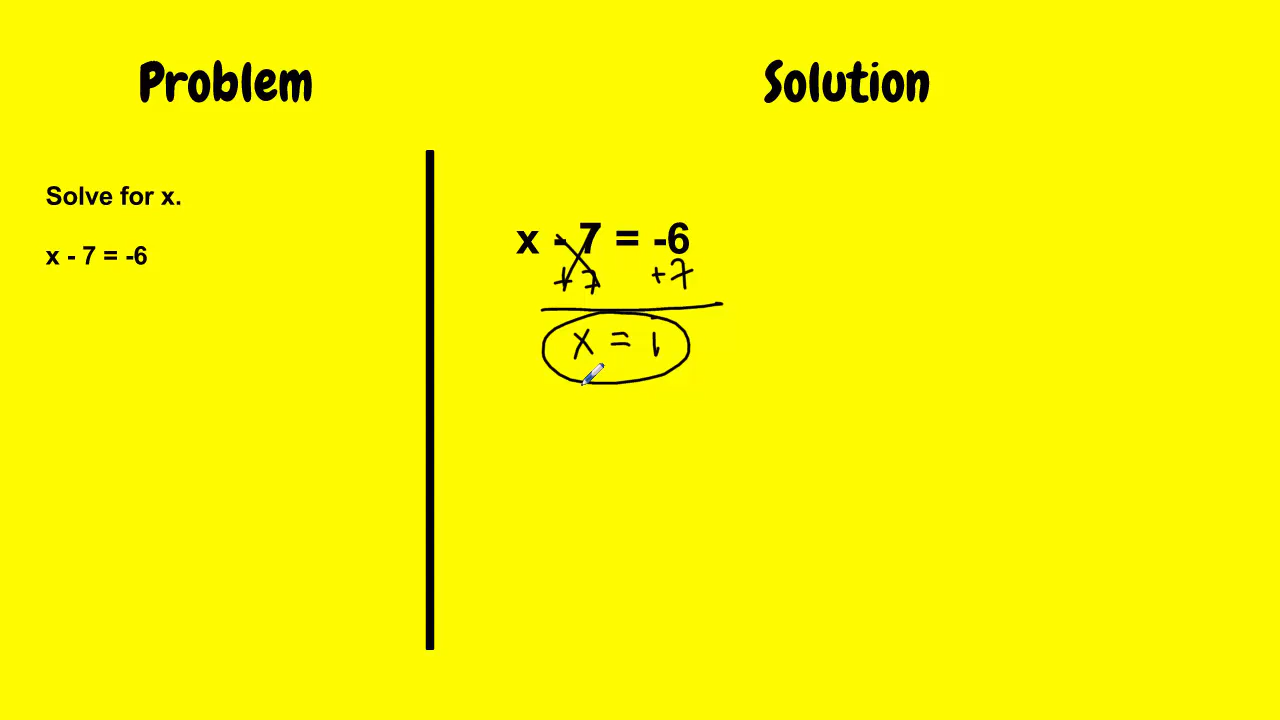 Problem
Solution
Solve for x.
x - 7 = -6
x - 7 = -6
+7 +7
x = 1